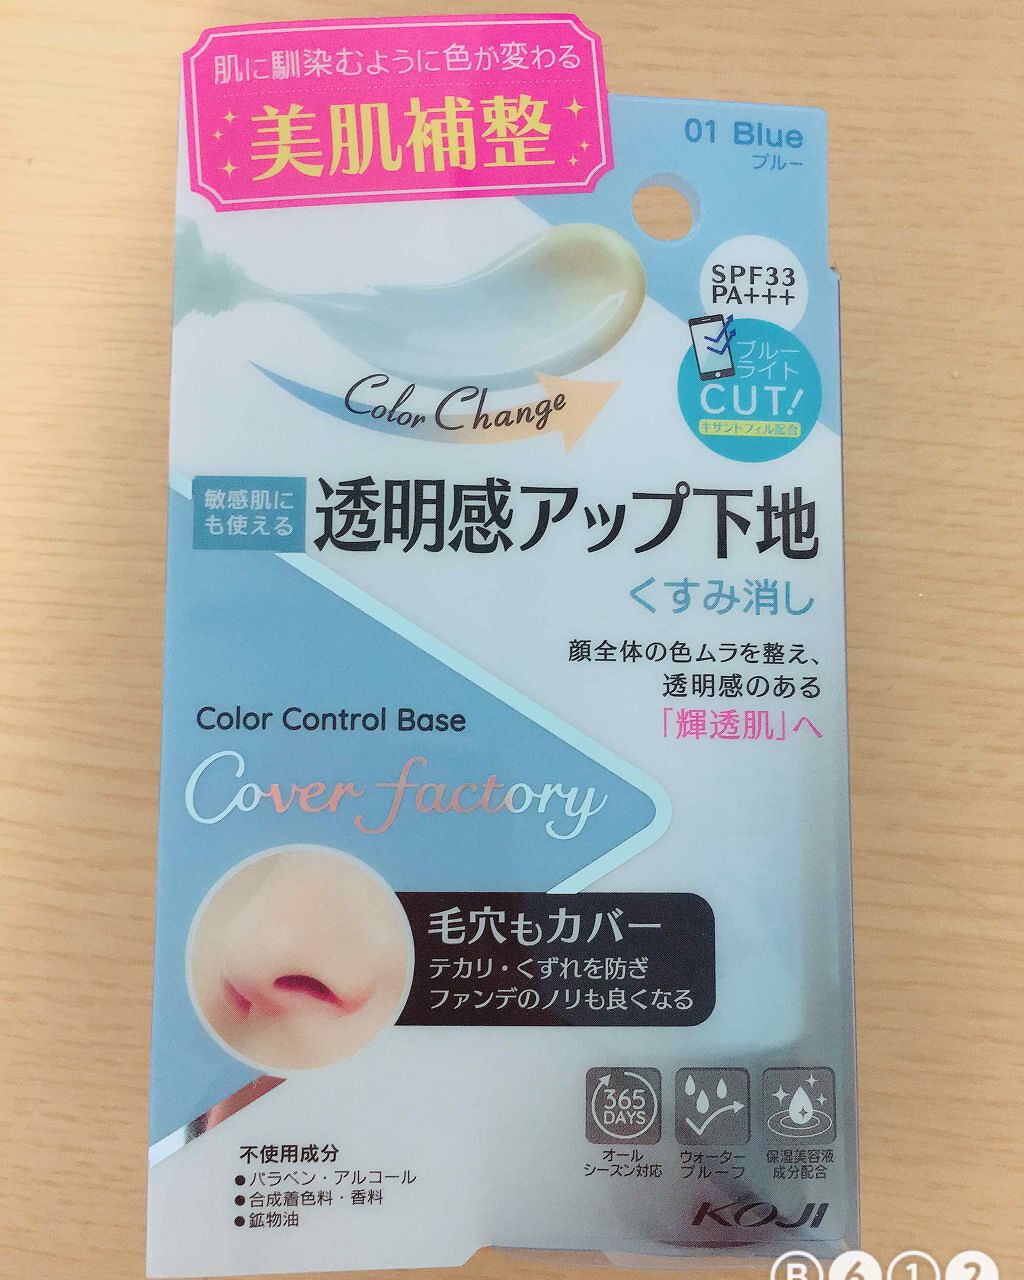 肌に馴染むように色が変わる
美肌補整
01 Blue
ブルー
SPF33
PA+++
ブルー
ライト
CUT!
キサントフィル配合
Color Change
敏感肌に
も使える
透明感アップ下地
くすみ消し
顔全体の色ムラを整え、
透明感のある
「輝透肌」へ
Color Control Base
Cover factory
毛穴もカバー
テカリ・くずれを防ぎ
ファンデのノリも良くなる
365
DAYS
オール
シーズン対応
ウォーター
プルーフ
保湿美容液
成分配合
不使用成分
●パラベン・アルコール
●合成着色料・香料
●鉱物油
KOJI
B612